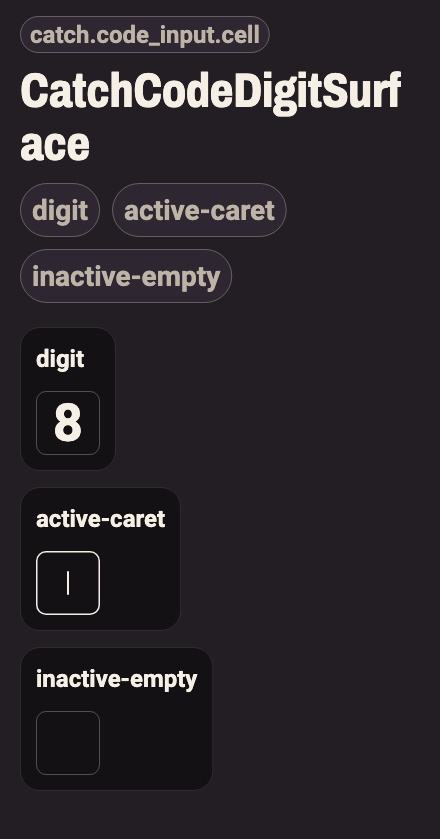 catch.code_input.cell
CatchCodeDigitSurf
ace
digit active-caret
inactive-empty
digit
8
active-caret
inactive-empty